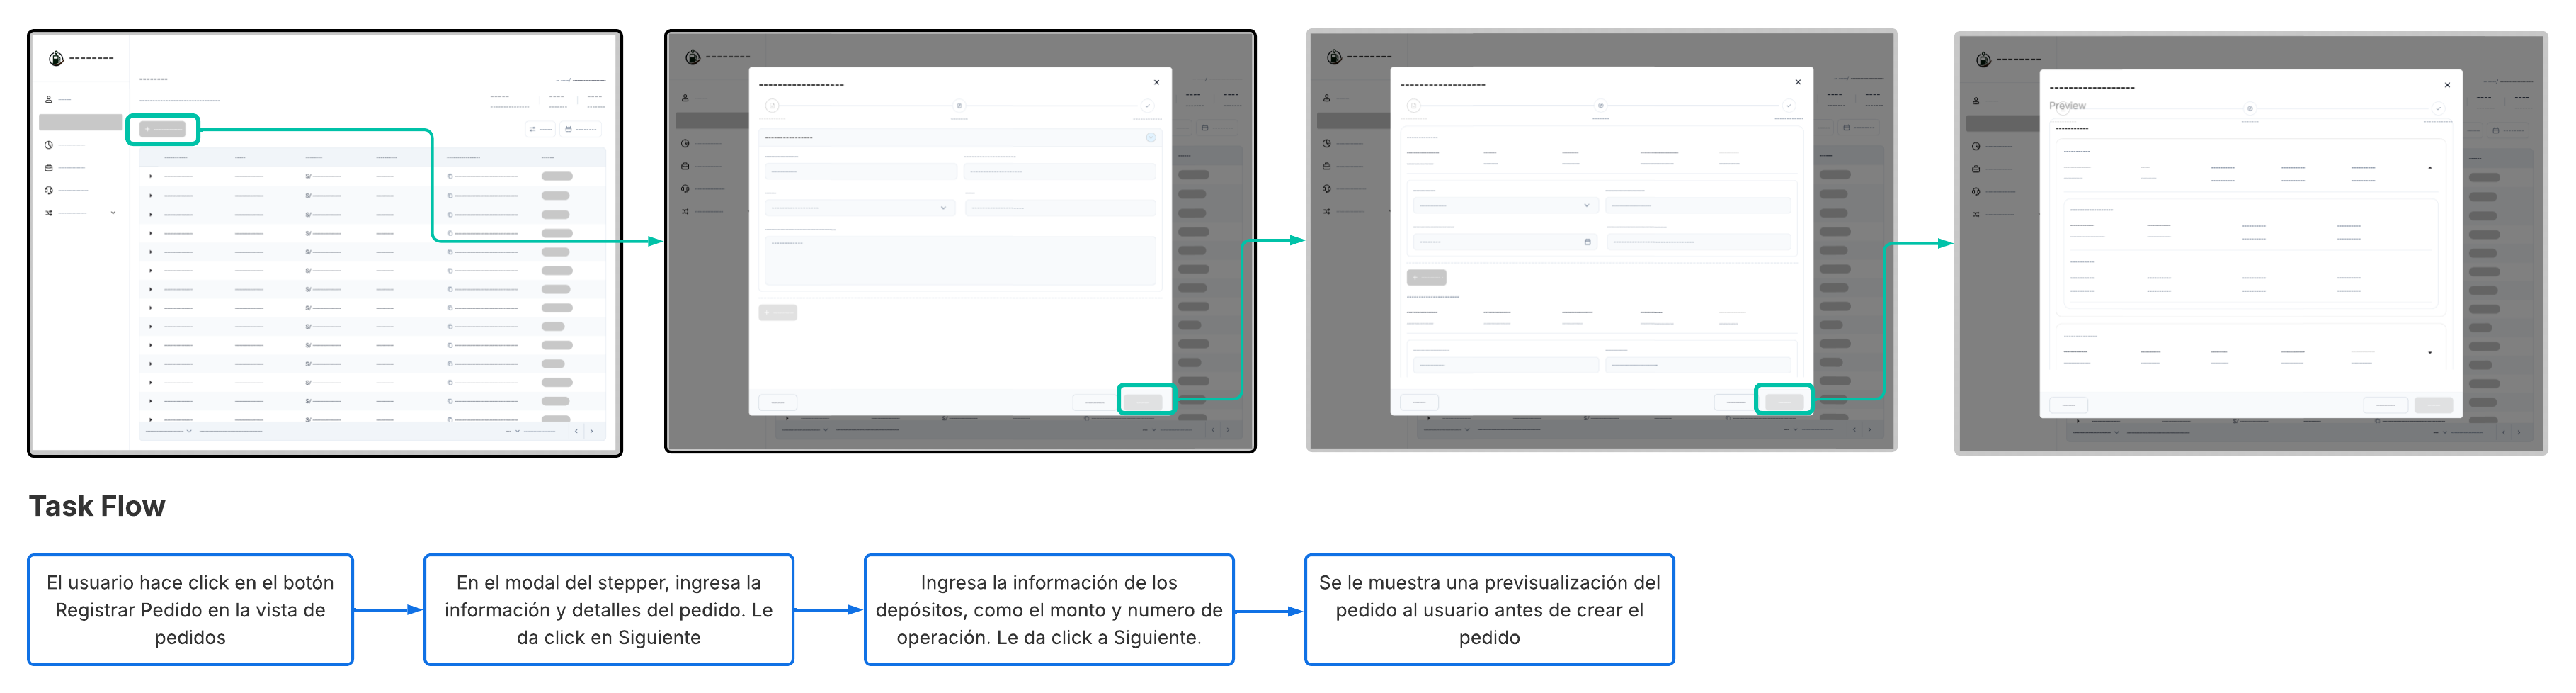 Preview
Task Flow
El usuario hace click en el botón
Registrar Pedido en la vista de
pedidos
En el modal del stepper, ingresa la
información y detalles del pedido. Le
da click en Siguiente
Ingresa la información de los
depósitos, como el monto y numero de
operación. Le da click a Siguiente.
Se le muestra una previsualización del
pedido al usuario antes de crear el
pedido